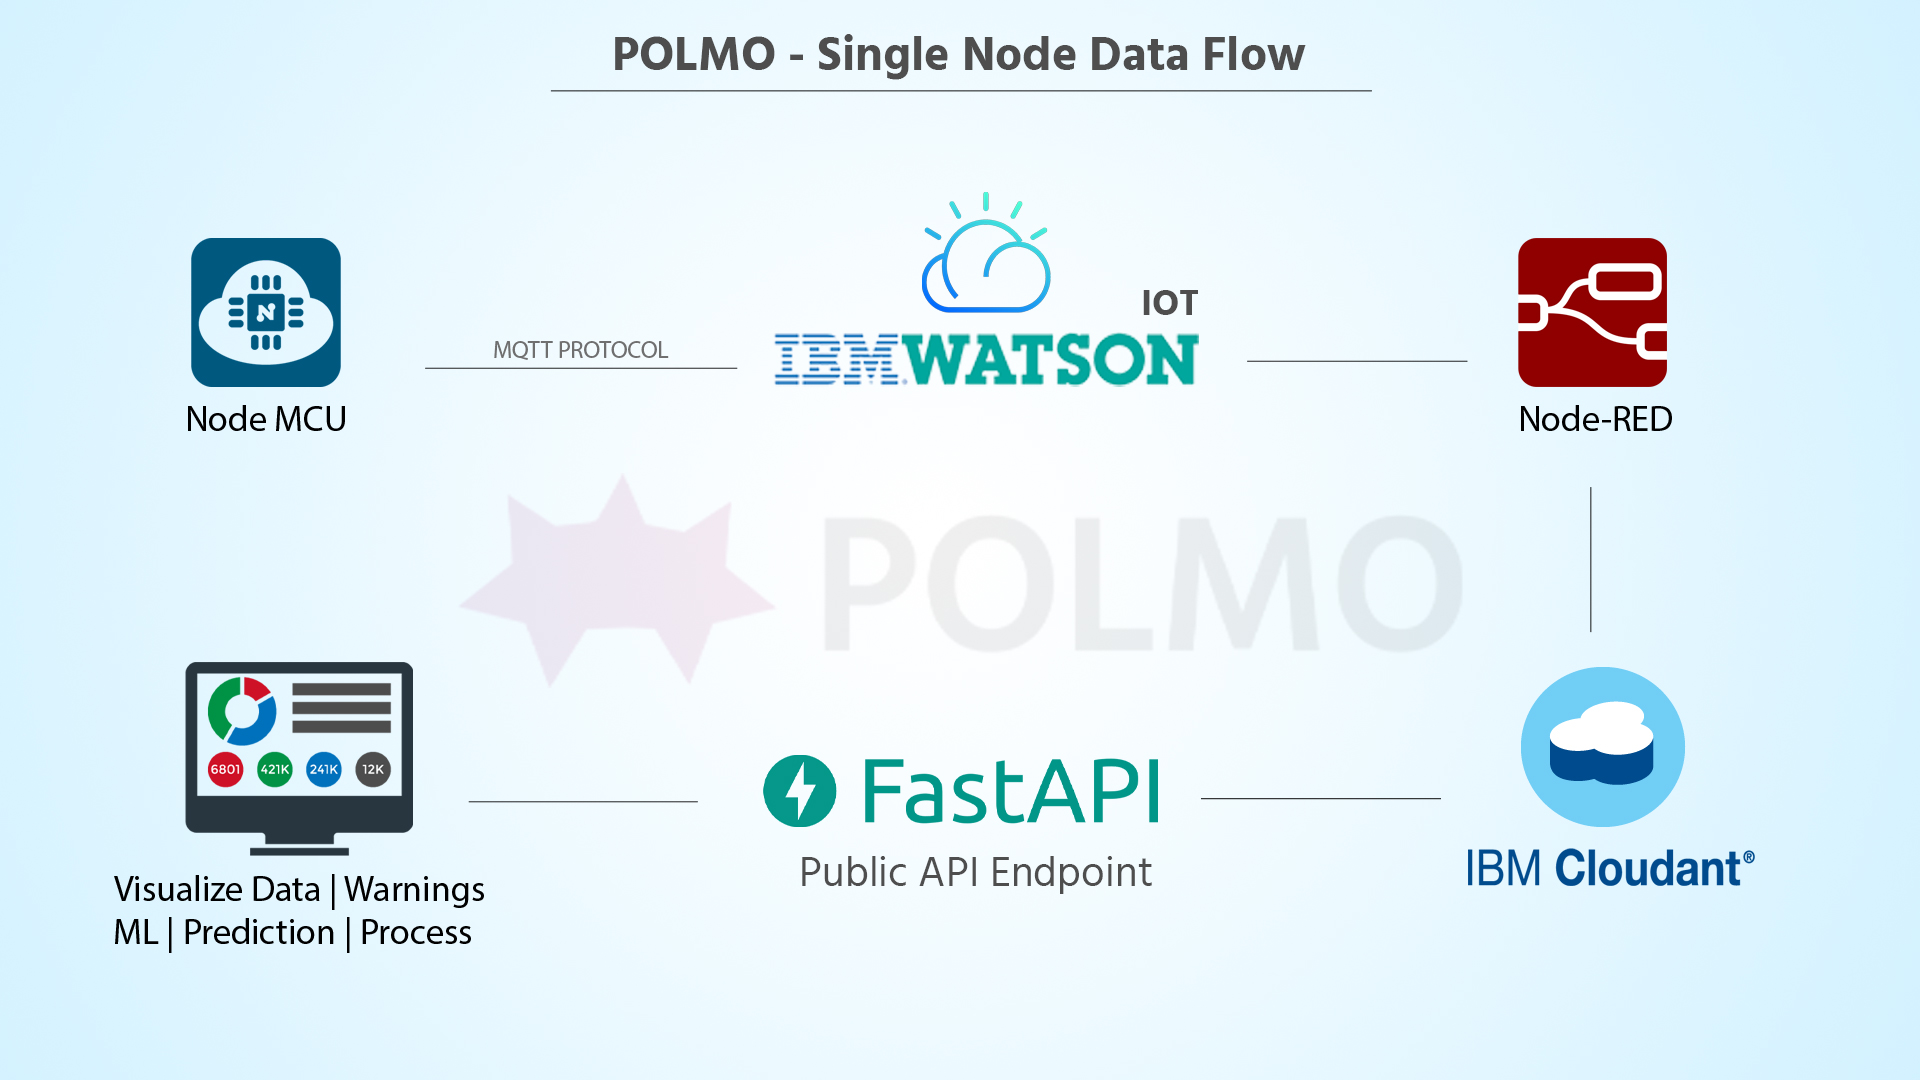 POLMO - Single Node Data Flow
IOT
MQTT PROTOCOL
IBM WATSON
Node MCU
Node-RED
POLMO
6801 421K 241K 12K
FastAPI
Public API Endpoint
IBM Cloudant®
Visualize Data | Warnings
ML | Prediction | Process